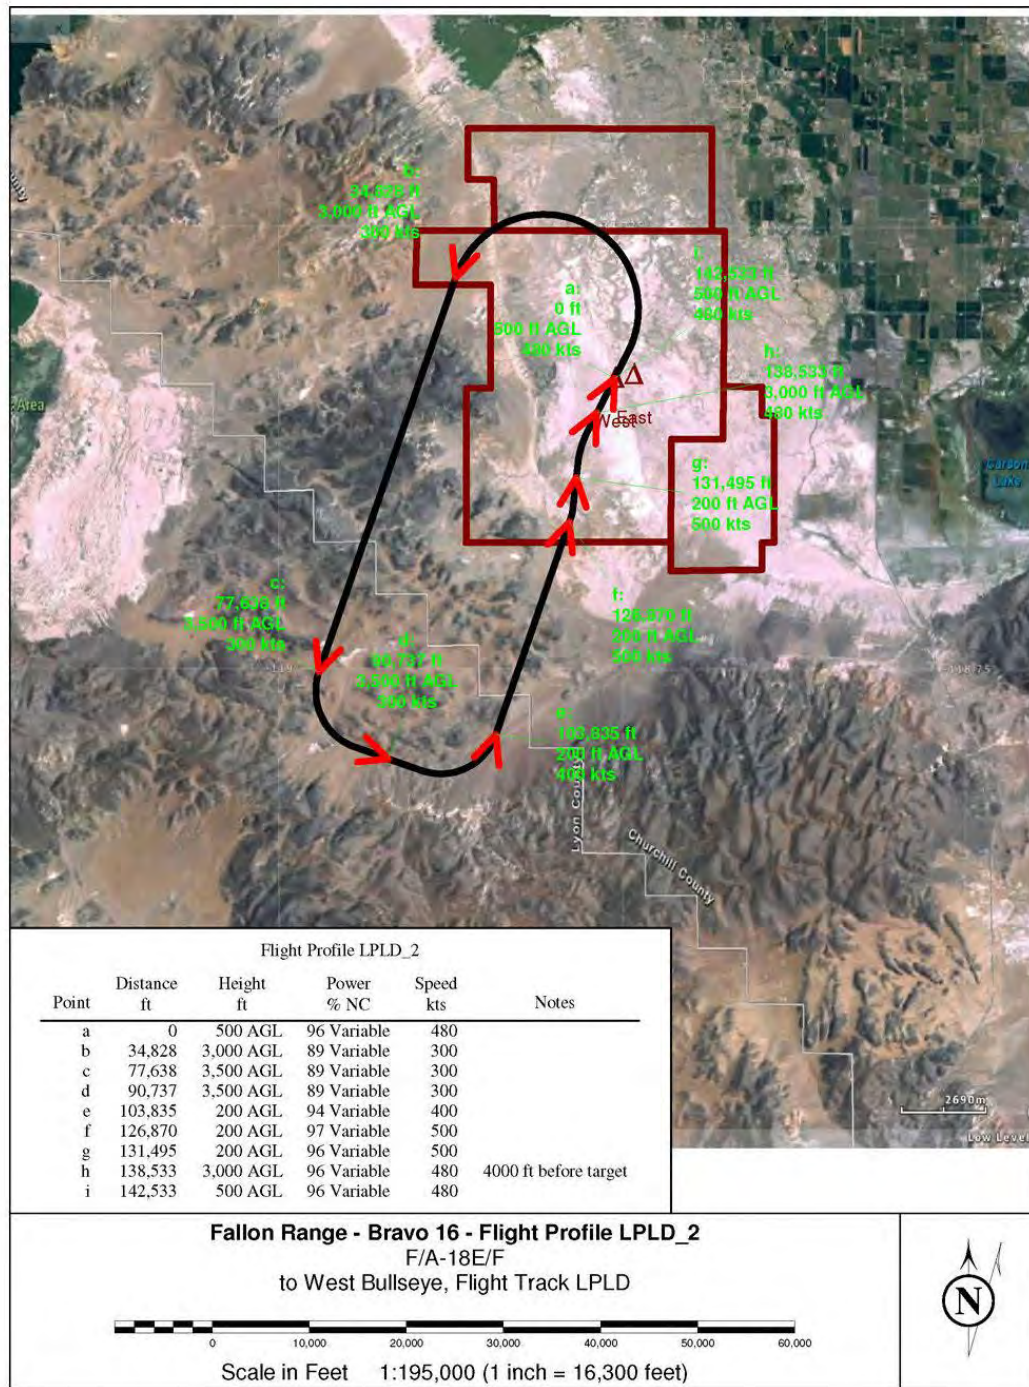 b:
34,828 ft
3,000 ft AGL
300 kts
a:
0 ft
500 ft AGL
480 kts
i:
142,533 ft
500 ft AGL
480 kts
h:
138,533 ft
3,000 ft AGL
480 kts
West
East
g:
131,495 ft
200 ft AGL
500 kts
f:
126,870 ft
200 ft AGL
500 kts
c:
77,638 ft
3,500 ft AGL
300 kts
d:
90,737 ft
3,500 ft AGL
300 kts
e:
103,835 ft
200 ft AGL
400 kts
Area
Carson
Lake
-119
-118.75
Lyon County
Churchill County
2690m
Low Level
Flight Profile LPLD_2
Point Distance ft Height ft Power % NC Speed kts Notes
a 0 500 AGL 96 Variable 480
b 34,828 3,000 AGL 89 Variable 300
c 77,638 3,500 AGL 89 Variable 300
d 90,737 3,500 AGL 89 Variable 300
e 103,835 200 AGL 94 Variable 400
f 126,870 200 AGL 97 Variable 500
g 131,495 200 AGL 96 Variable 500
h 138,533 3,000 AGL 96 Variable 480 4000 ft before target
i 142,533 500 AGL 96 Variable 480
Fallon Range - Bravo 16 - Flight Profile LPLD_2
F/A-18E/F
to West Bullseye, Flight Track LPLD
0 10,000 20,000 30,000 40,000 50,000 60,000
Scale in Feet 1:195,000 (1 inch = 16,300 feet)
N